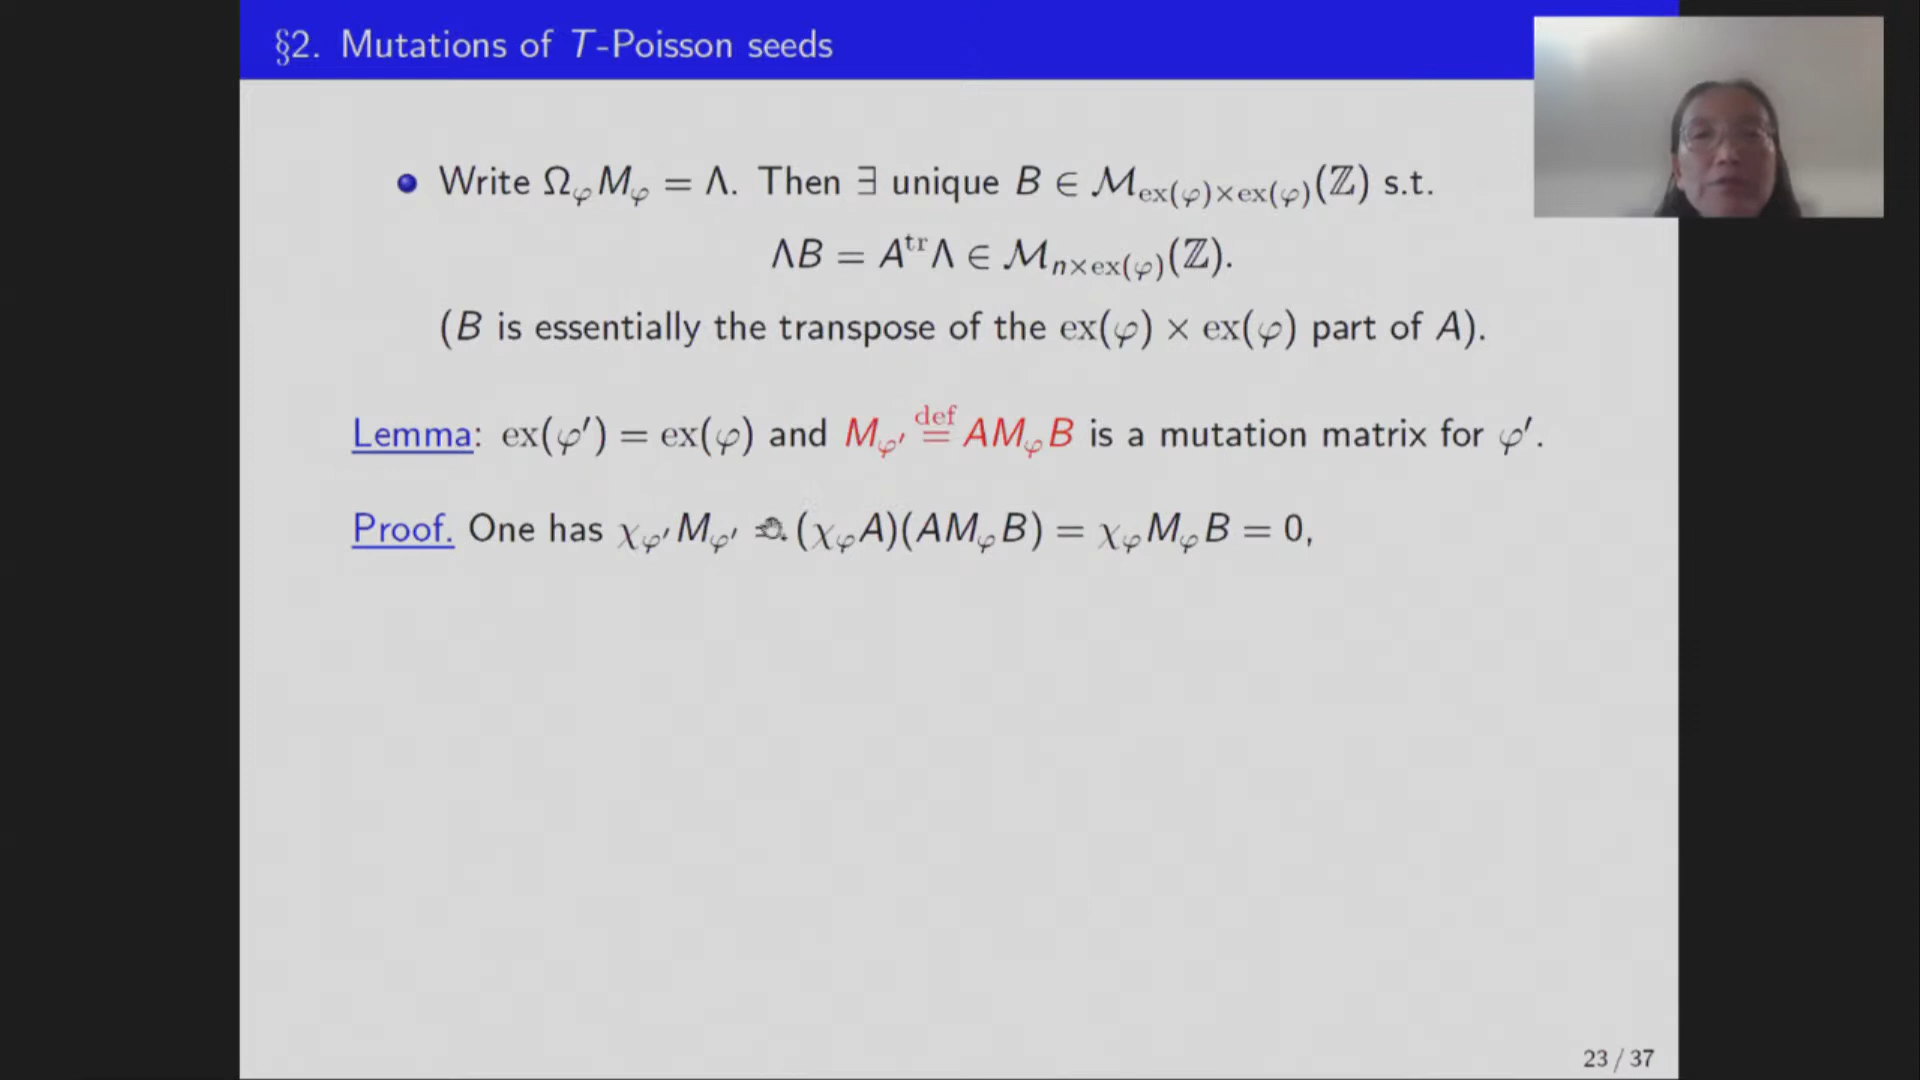 §2. Mutations of T-Poisson seeds
Write Ω_φ M_φ = Λ. Then ∃ unique B ∈ M_{ex(φ)×ex(φ)}(ℤ) s.t.
ΛB = A^{tr}Λ ∈ M_{n×ex(φ)}(ℤ).
(B is essentially the transpose of the ex(φ) × ex(φ) part of A).
Lemma: ex(φ′) = ex(φ) and M_{φ′} \overset{def}{=} AM_φB is a mutation matrix for φ′.
Proof. One has χ_{φ′}M_{φ′} (χ_φA)(AM_φB) = χ_φM_φB = 0,
23 / 37